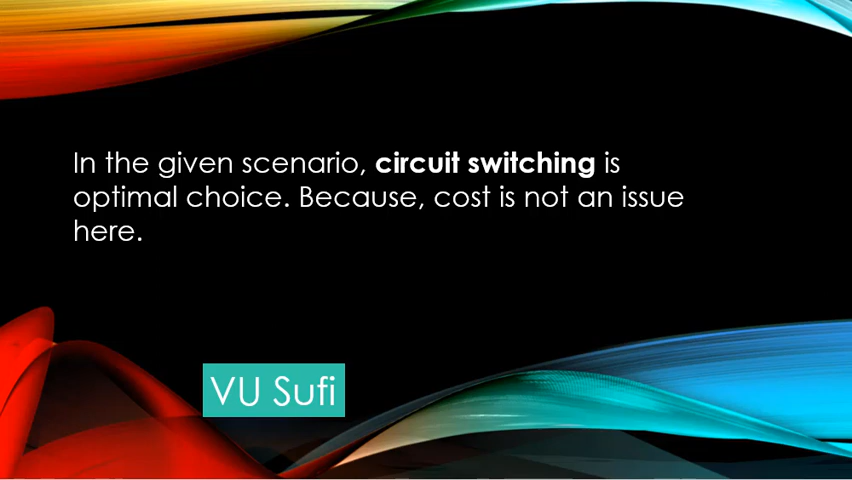 In the given scenario, circuit switching is
optimal choice. Because, cost is not an issue
here.
VU Sufi